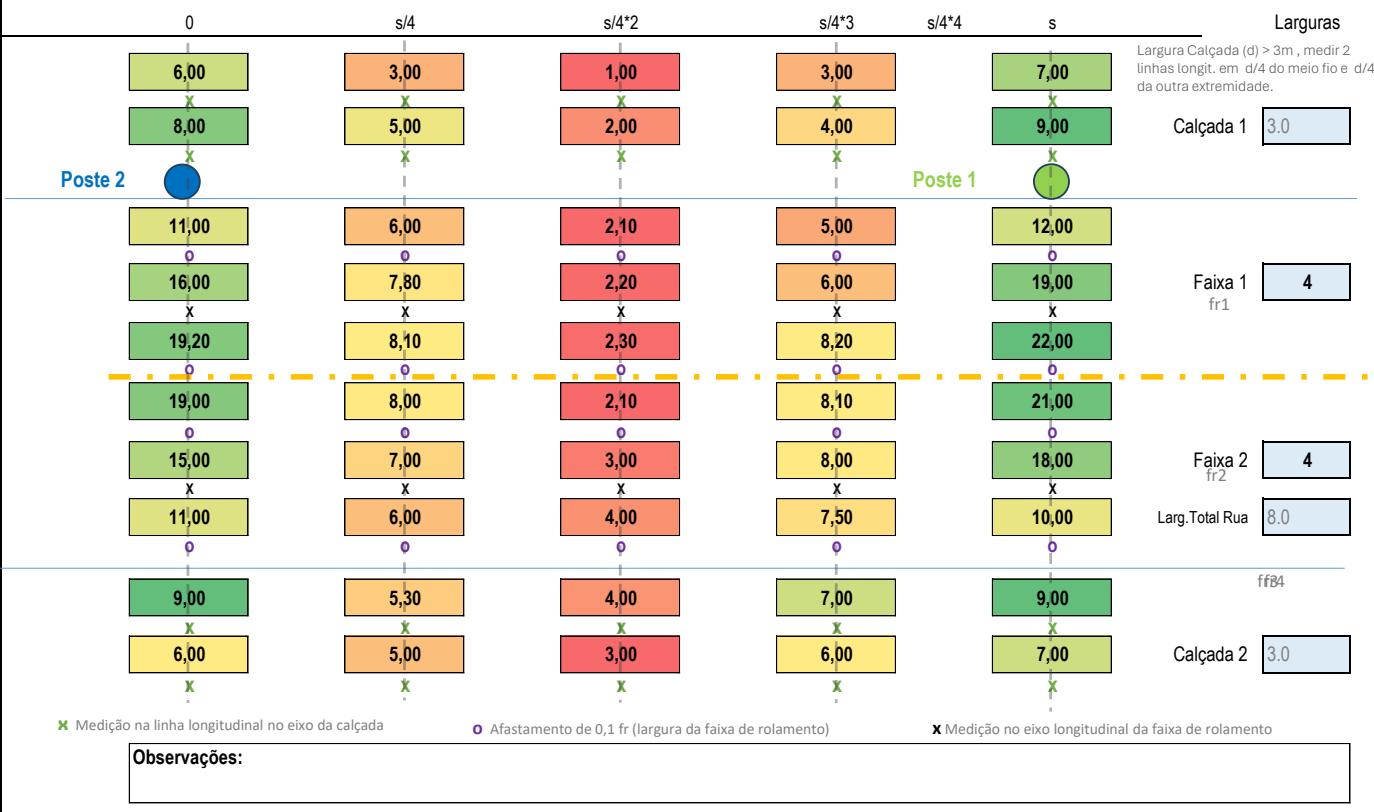 0 s/4 s/4*2 s/4*3 s/4*4 s Larguras
Largura Calçada (d) > 3m , medir 2
linhas longit. em d/4 do meio fio e d/4
da outra extremidade.
6,00 3,00 1,00 3,00 7,00
x x x x x
8,00 5,00 2,00 4,00 9,00 Calçada 1 3.0
x x x x x
Poste 2 Poste 1
11,00 6,00 2,10 5,00 12,00
o o o o o
16,00 7,80 2,20 6,00 19,00 Faixa 1 4
fr1
x x x x x
19,20 8,10 2,30 8,20 22,00
o o o o o
19,00 8,00 2,10 8,10 21,00
o o o o o
15,00 7,00 3,00 8,00 18,00 Faixa 2 4
fr2
x x x x x
11,00 6,00 4,00 7,50 10,00 Larg.Total Rua 8.0
o o o o o
9,00 5,30 4,00 7,00 9,00
x x x x x
6,00 5,00 3,00 6,00 7,00 Calçada 2 3.0
x x x x x
x Medição na linha longitudinal no eixo da calçada
o Afastamento de 0,1 fr (largura da faixa de rolamento)
x Medição no eixo longitudinal da faixa de rolamento
Observações: